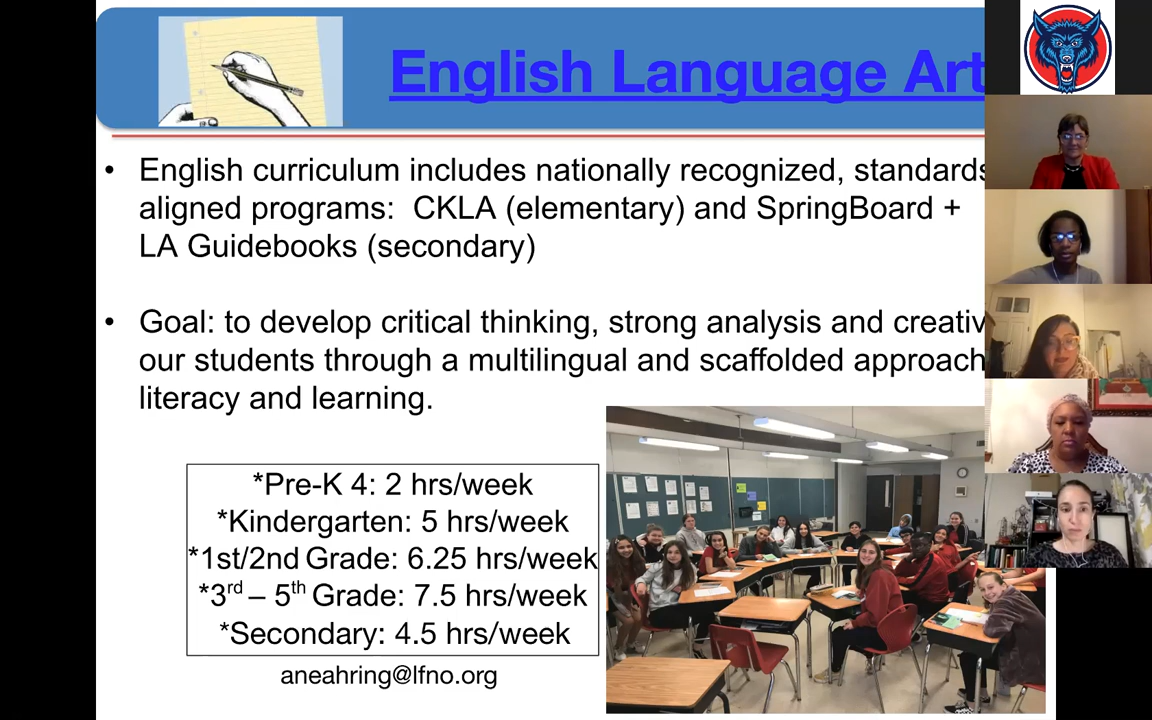 English Language Art
• English curriculum includes nationally recognized, standards
aligned programs: CKLA (elementary) and SpringBoard +
LA Guidebooks (secondary)
• Goal: to develop critical thinking, strong analysis and creativ
our students through a multilingual and scaffolded approach
literacy and learning.
*Pre-K 4: 2 hrs/week
*Kindergarten: 5 hrs/week
*1st/2nd Grade: 6.25 hrs/week
*3rd – 5th Grade: 7.5 hrs/week
*Secondary: 4.5 hrs/week
aneahring@lfno.org